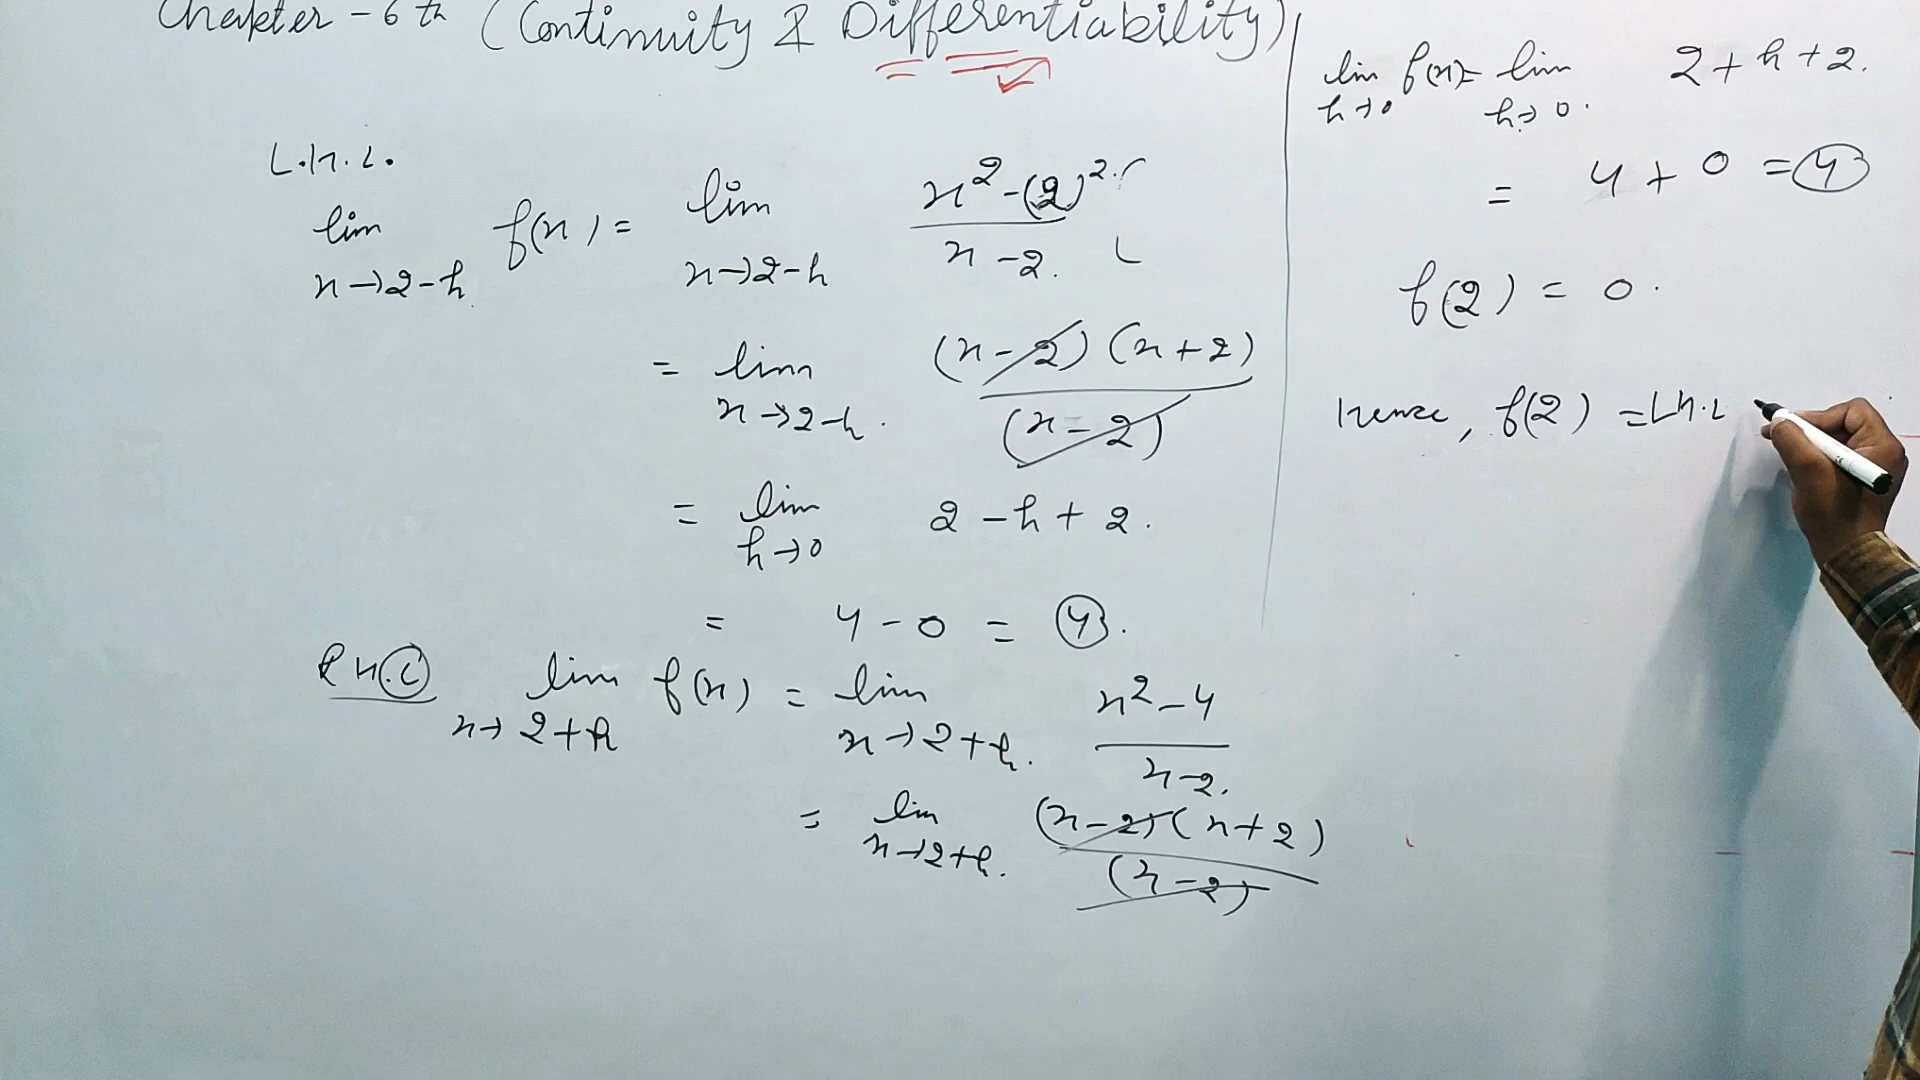 Chapter - 6th (Continuity & Differentiability)
L.H.L.
lim f(x) = lim x² - (2)²
x→2-h x→2-h x - 2.
= lim (x-2) (x+2)
x→2-h. (x-2)
= lim 2 - h + 2.
h→0
= 4 - 0 = 4.
R.H.L lim f(x) = lim x² - 4
x→2+h x→2+h. x-2.
= lim (x-2)(x+2)
x→2+h. (x-2)
lim f(x) = lim 2 + h + 2.
h→0 h→0.
= 4 + 0 = 4
f(2) = 0.
Hence, f(2) = L.H.L